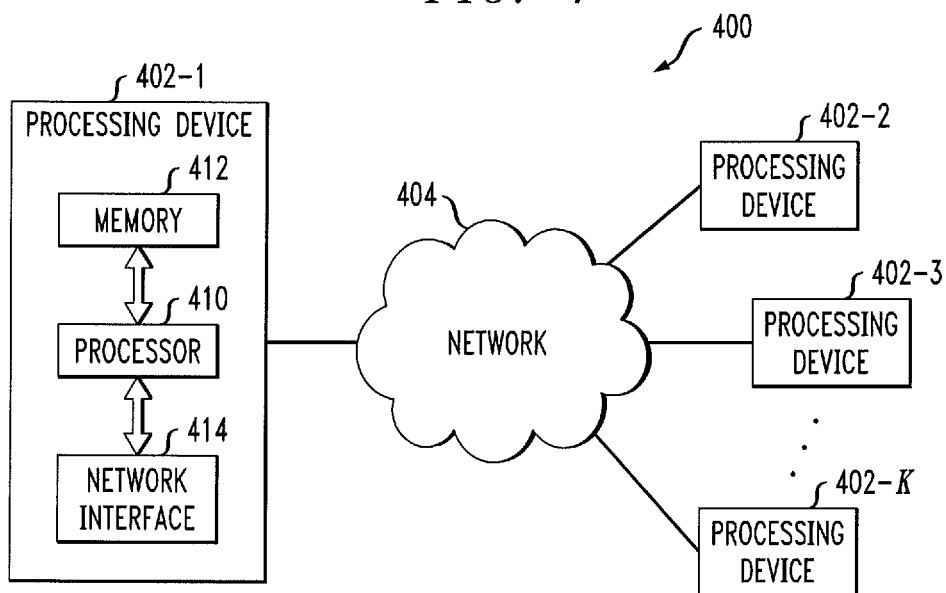 400
402-1
PROCESSING DEVICE
412
MEMORY
410
PROCESSOR
414
NETWORK
INTERFACE
404
NETWORK
402-2
PROCESSING
DEVICE
402-3
PROCESSING
DEVICE
402-K
PROCESSING
DEVICE